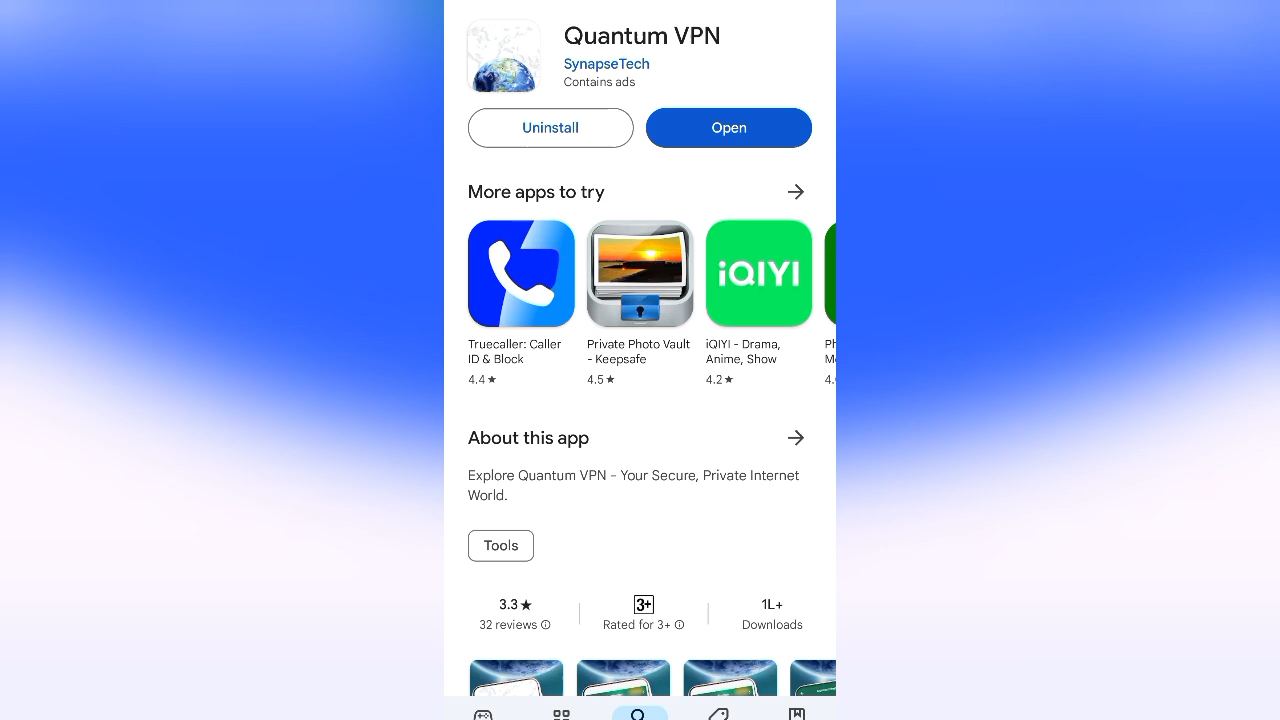 Quantum VPN
SynapseTech
Contains ads
Uninstall
Open
More apps to try
iQIYI
Truecaller: Caller
ID & Block
4.4★
Private Photo Vault
- Keepsafe
4.5★
iQIYI - Drama,
Anime, Show
4.2★
About this app
Explore Quantum VPN – Your Secure, Private Internet
World.
Tools
3.3★
32 reviews
3+
Rated for 3+
1L+
Downloads